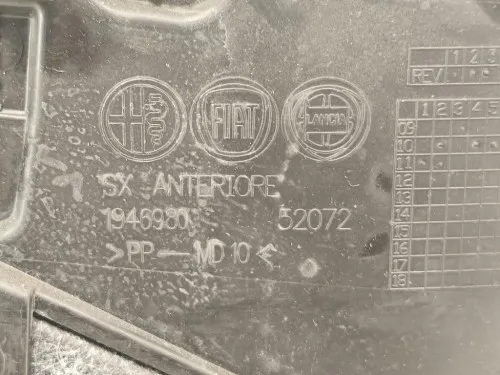 1 2 3
REV
FIAT
LANCIA
1 2 3 4 5
09
10
11
12
13
14
15
16
17
18
SX ANTERIORE
1946980 52072
>PP-MD10<